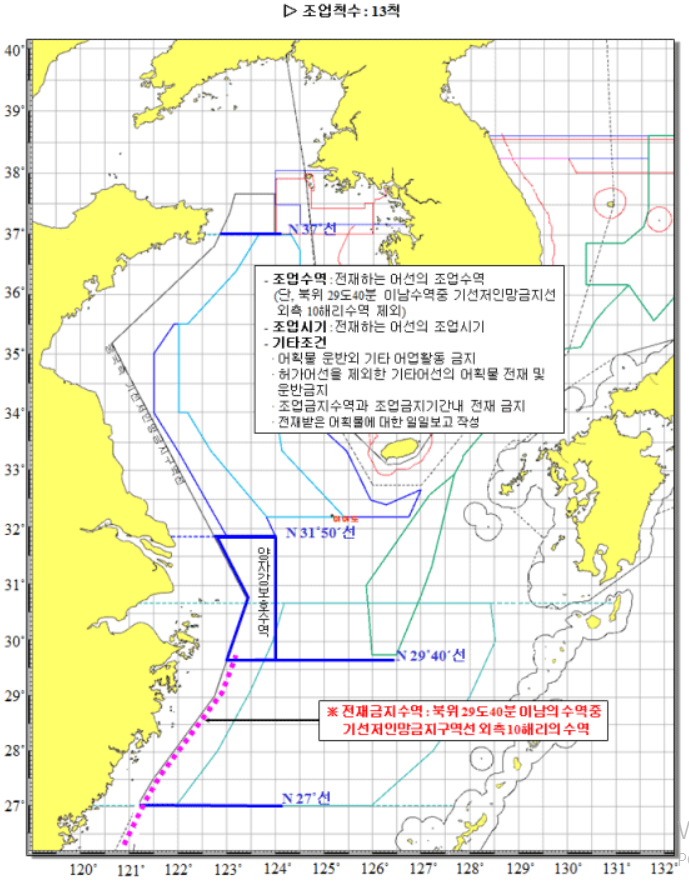 ▷ 조업척수 : 13척
40°
39°
38°
37°
36°
35°
34°
33°
32°
31°
30°
29°
28°
27°
N 37°선
- 조업수역 : 전재하는 어선의 조업수역
(단, 북위 29도40분 이남수역중 기선저인망금지선
외측 10해리수역 제외)
- 조업시기 : 전재하는 어선의 조업시기
- 기타조건
· 어획물 운반외 기타 어업활동 금지
· 허가어선을 제외한 기타어선의 어획물 전재 및
운반금지
· 조업금지수역과 조업금지기간내 전재 금지
· 전재받은 어획물에 대한 일일보고 작성
중국측 기선저인망금지구역선
이어도
N 31°50′선
양자강보호수역
N 29°40′선
※ 전재금지수역 : 북위 29도40분 이남의 수역중
기선저인망금지구역선 외측10해리의 수역
N 27°선
120° 121° 122° 123° 124° 125° 126° 127° 128° 129° 130° 131° 132°